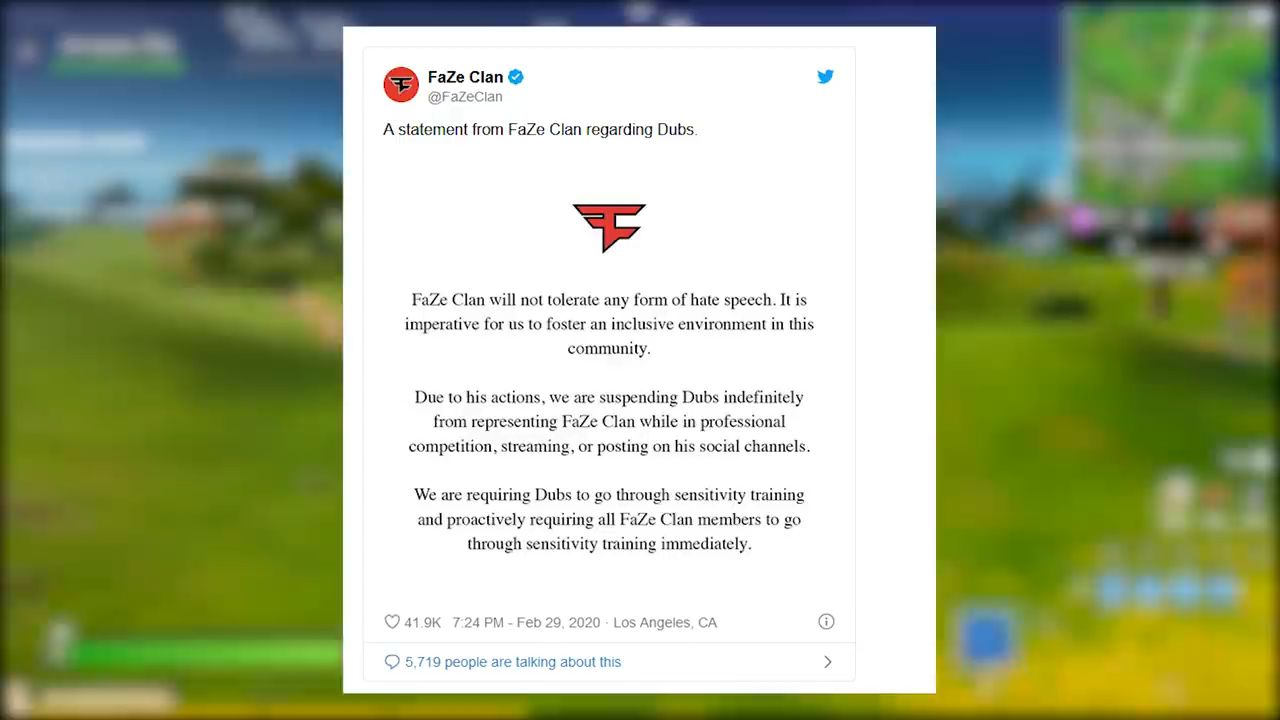 FaZe Clan
@FaZeClan
A statement from FaZe Clan regarding Dubs.
FaZe Clan will not tolerate any form of hate speech. It is
imperative for us to foster an inclusive environment in this
community.
Due to his actions, we are suspending Dubs indefinitely
from representing FaZe Clan while in professional
competition, streaming, or posting on his social channels.
We are requiring Dubs to go through sensitivity training
and proactively requiring all FaZe Clan members to go
through sensitivity training immediately.
41.9K 7:24 PM - Feb 29, 2020 · Los Angeles, CA
5,719 people are talking about this